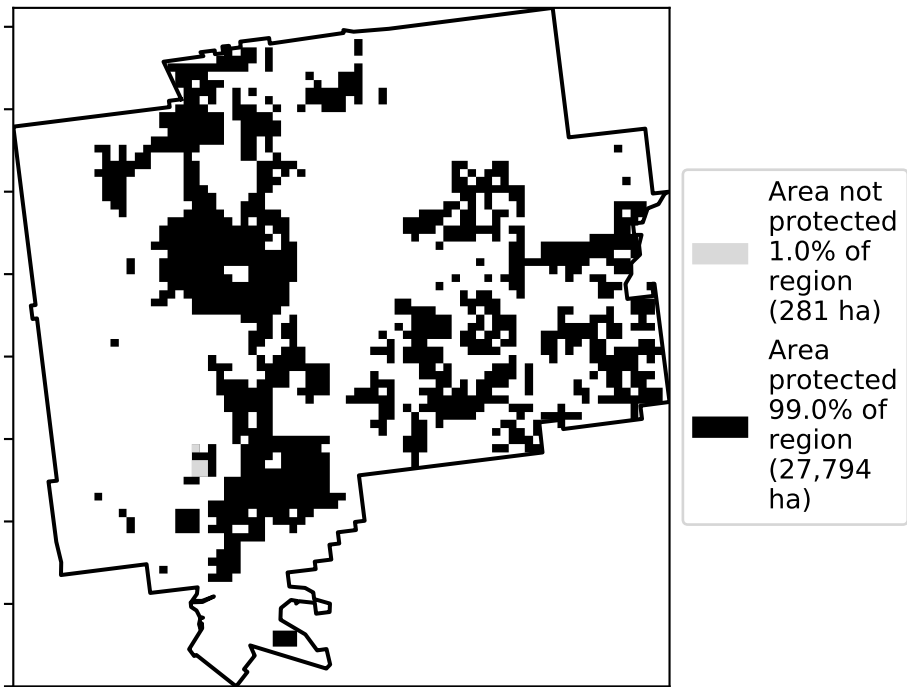 Area not
protected
1.0% of
region
(281 ha)
Area
protected
99.0% of
region
(27,794
ha)